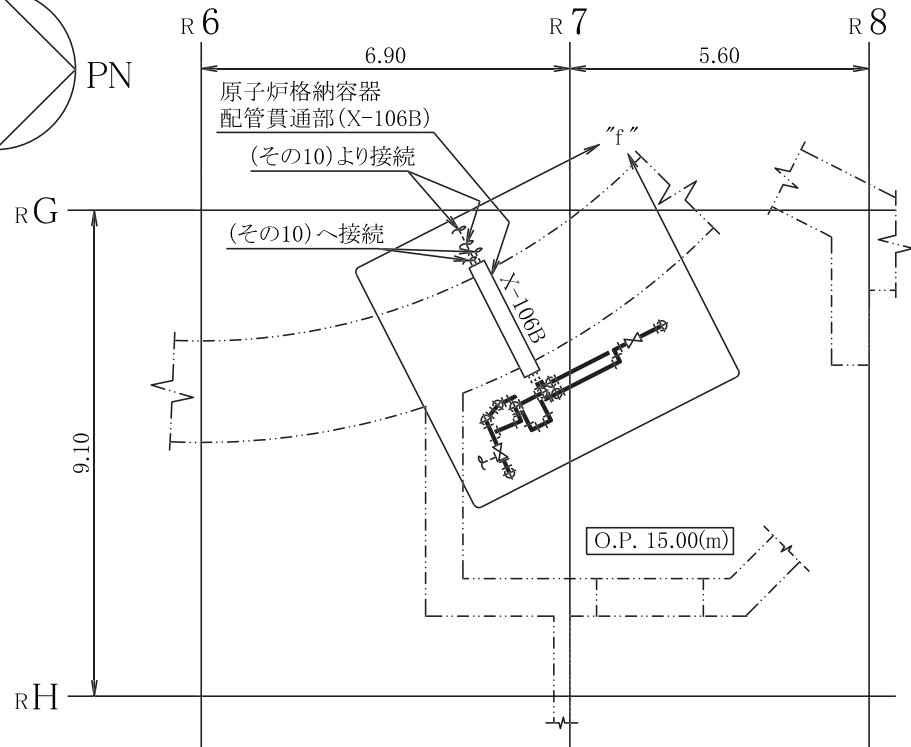 R6
R7
R8
6.90
5.60
PN
原子炉格納容器
配管貫通部(X-106B)
"f"
(その10)より接続
RG
(その10)へ接続
X-106B
9.10
O.P. 15.00(m)
RH